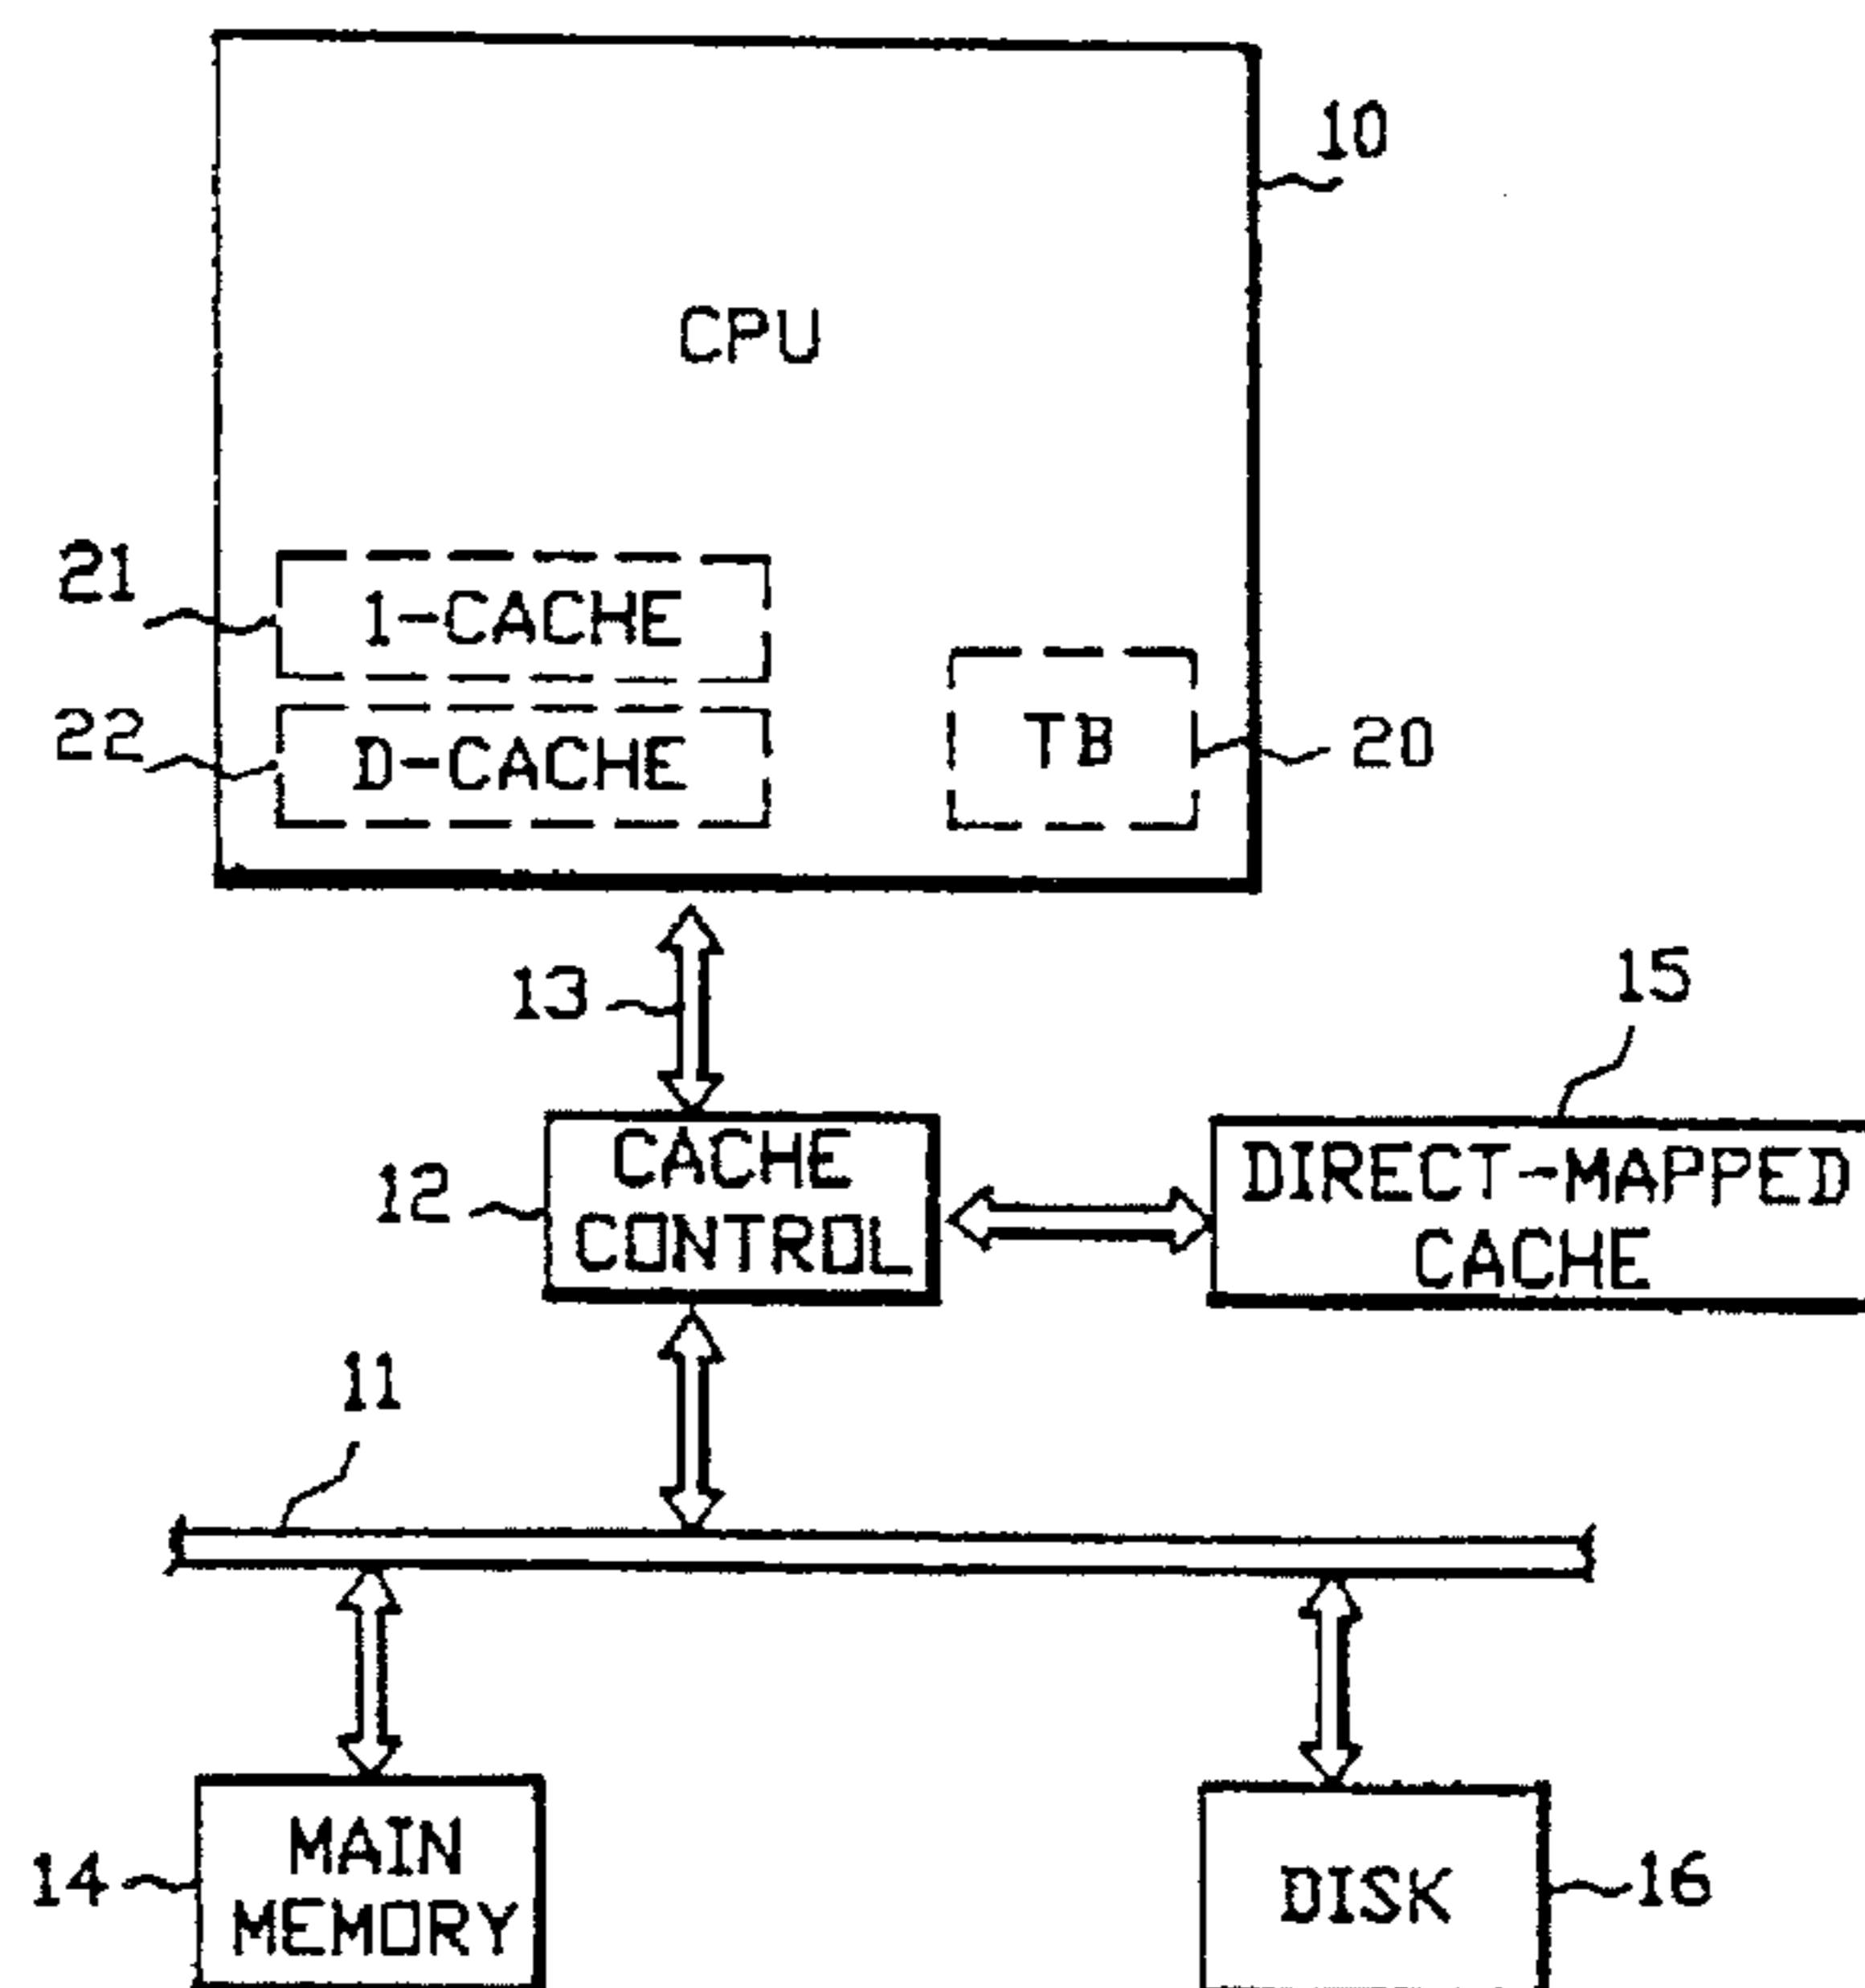 10
CPU
21
1-CACHE
22
D-CACHE
TB
20
13
15
12
CACHE
CONTROL
DIRECT-MAPPED
CACHE
11
14
MAIN
MEMORY
DISK
16